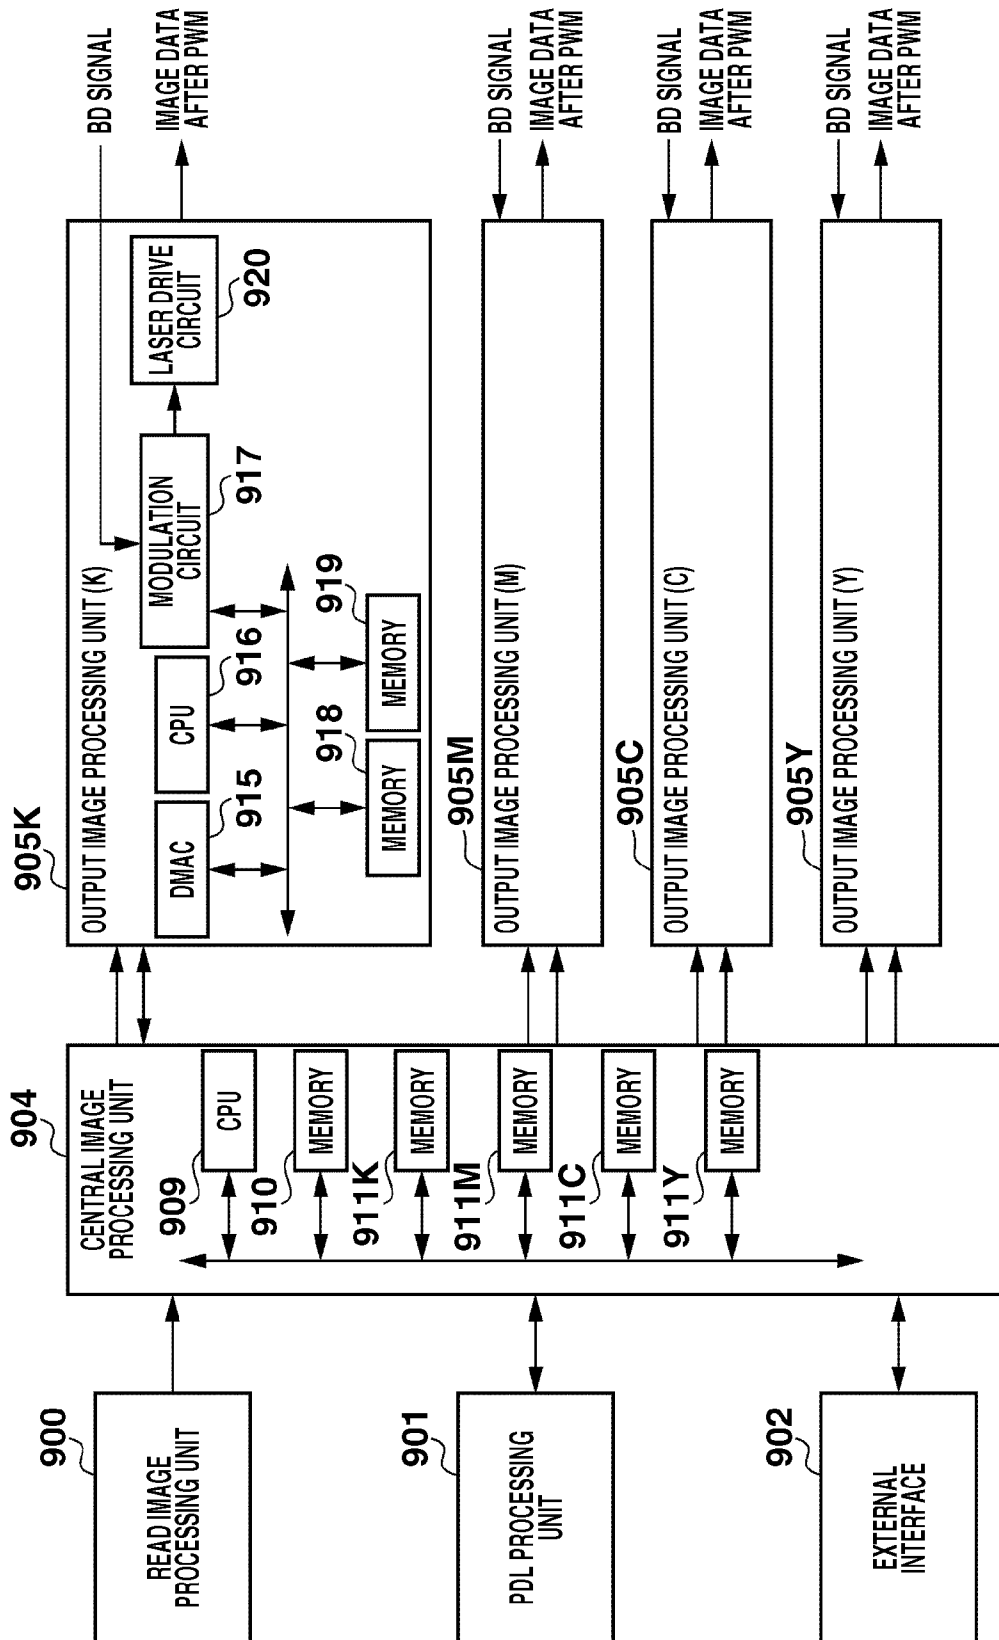 900
READ IMAGE
PROCESSING UNIT
901
PDL PROCESSING
UNIT
902
EXTERNAL
INTERFACE
904
CENTRAL IMAGE
PROCESSING UNIT
909
CPU
910
MEMORY
911K
MEMORY
911M
MEMORY
911C
MEMORY
911Y
MEMORY
905K
OUTPUT IMAGE PROCESSING UNIT (K)
DMAC
915
CPU
916
MODULATION
CIRCUIT
917
LASER DRIVE
CIRCUIT
920
918
MEMORY
919
MEMORY
BD SIGNAL
IMAGE DATA
AFTER PWM
905M
OUTPUT IMAGE PROCESSING UNIT (M)
BD SIGNAL
IMAGE DATA
AFTER PWM
905C
OUTPUT IMAGE PROCESSING UNIT (C)
BD SIGNAL
IMAGE DATA
AFTER PWM
905Y
OUTPUT IMAGE PROCESSING UNIT (Y)
BD SIGNAL
IMAGE DATA
AFTER PWM